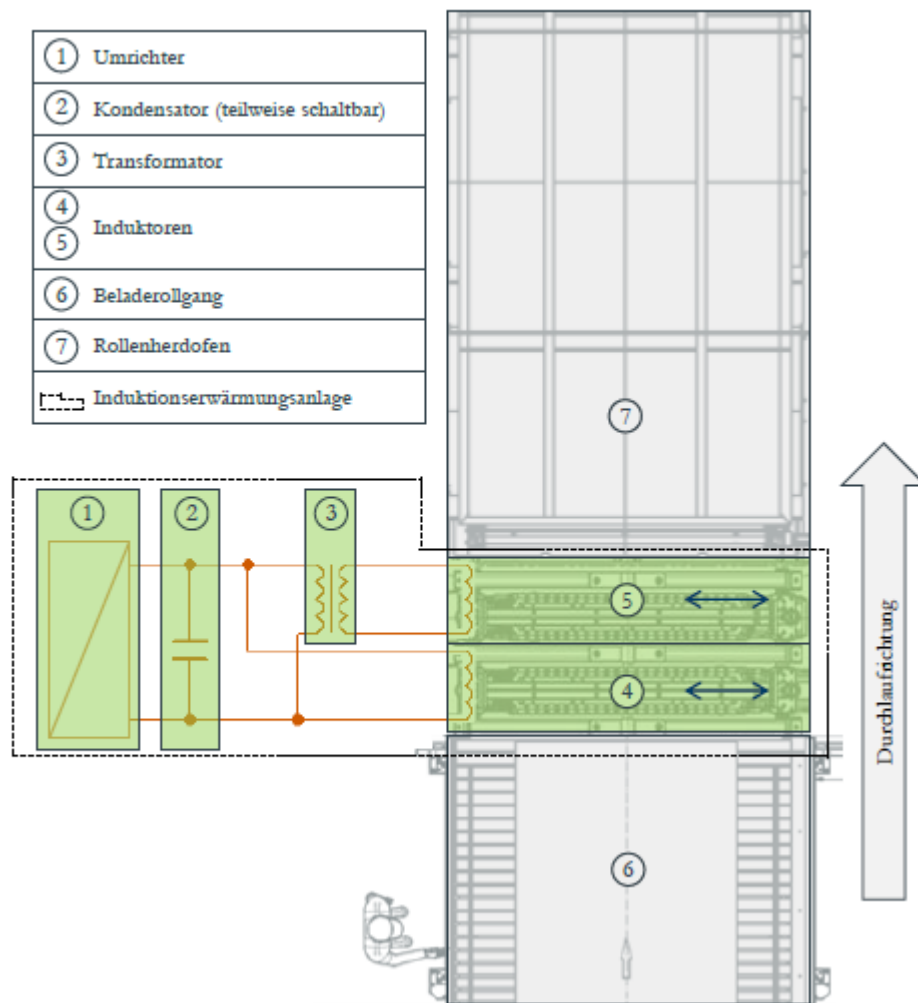 1 Umrichter
2 Kondensator (teilweise schaltbar)
3 Transformator
4
5 Induktoren
6 Beladerollgang
7 Rollenherdofen
Induktionserwärmungsanlage
7
1
2
3
5
4
6
Durchlaufrichtung